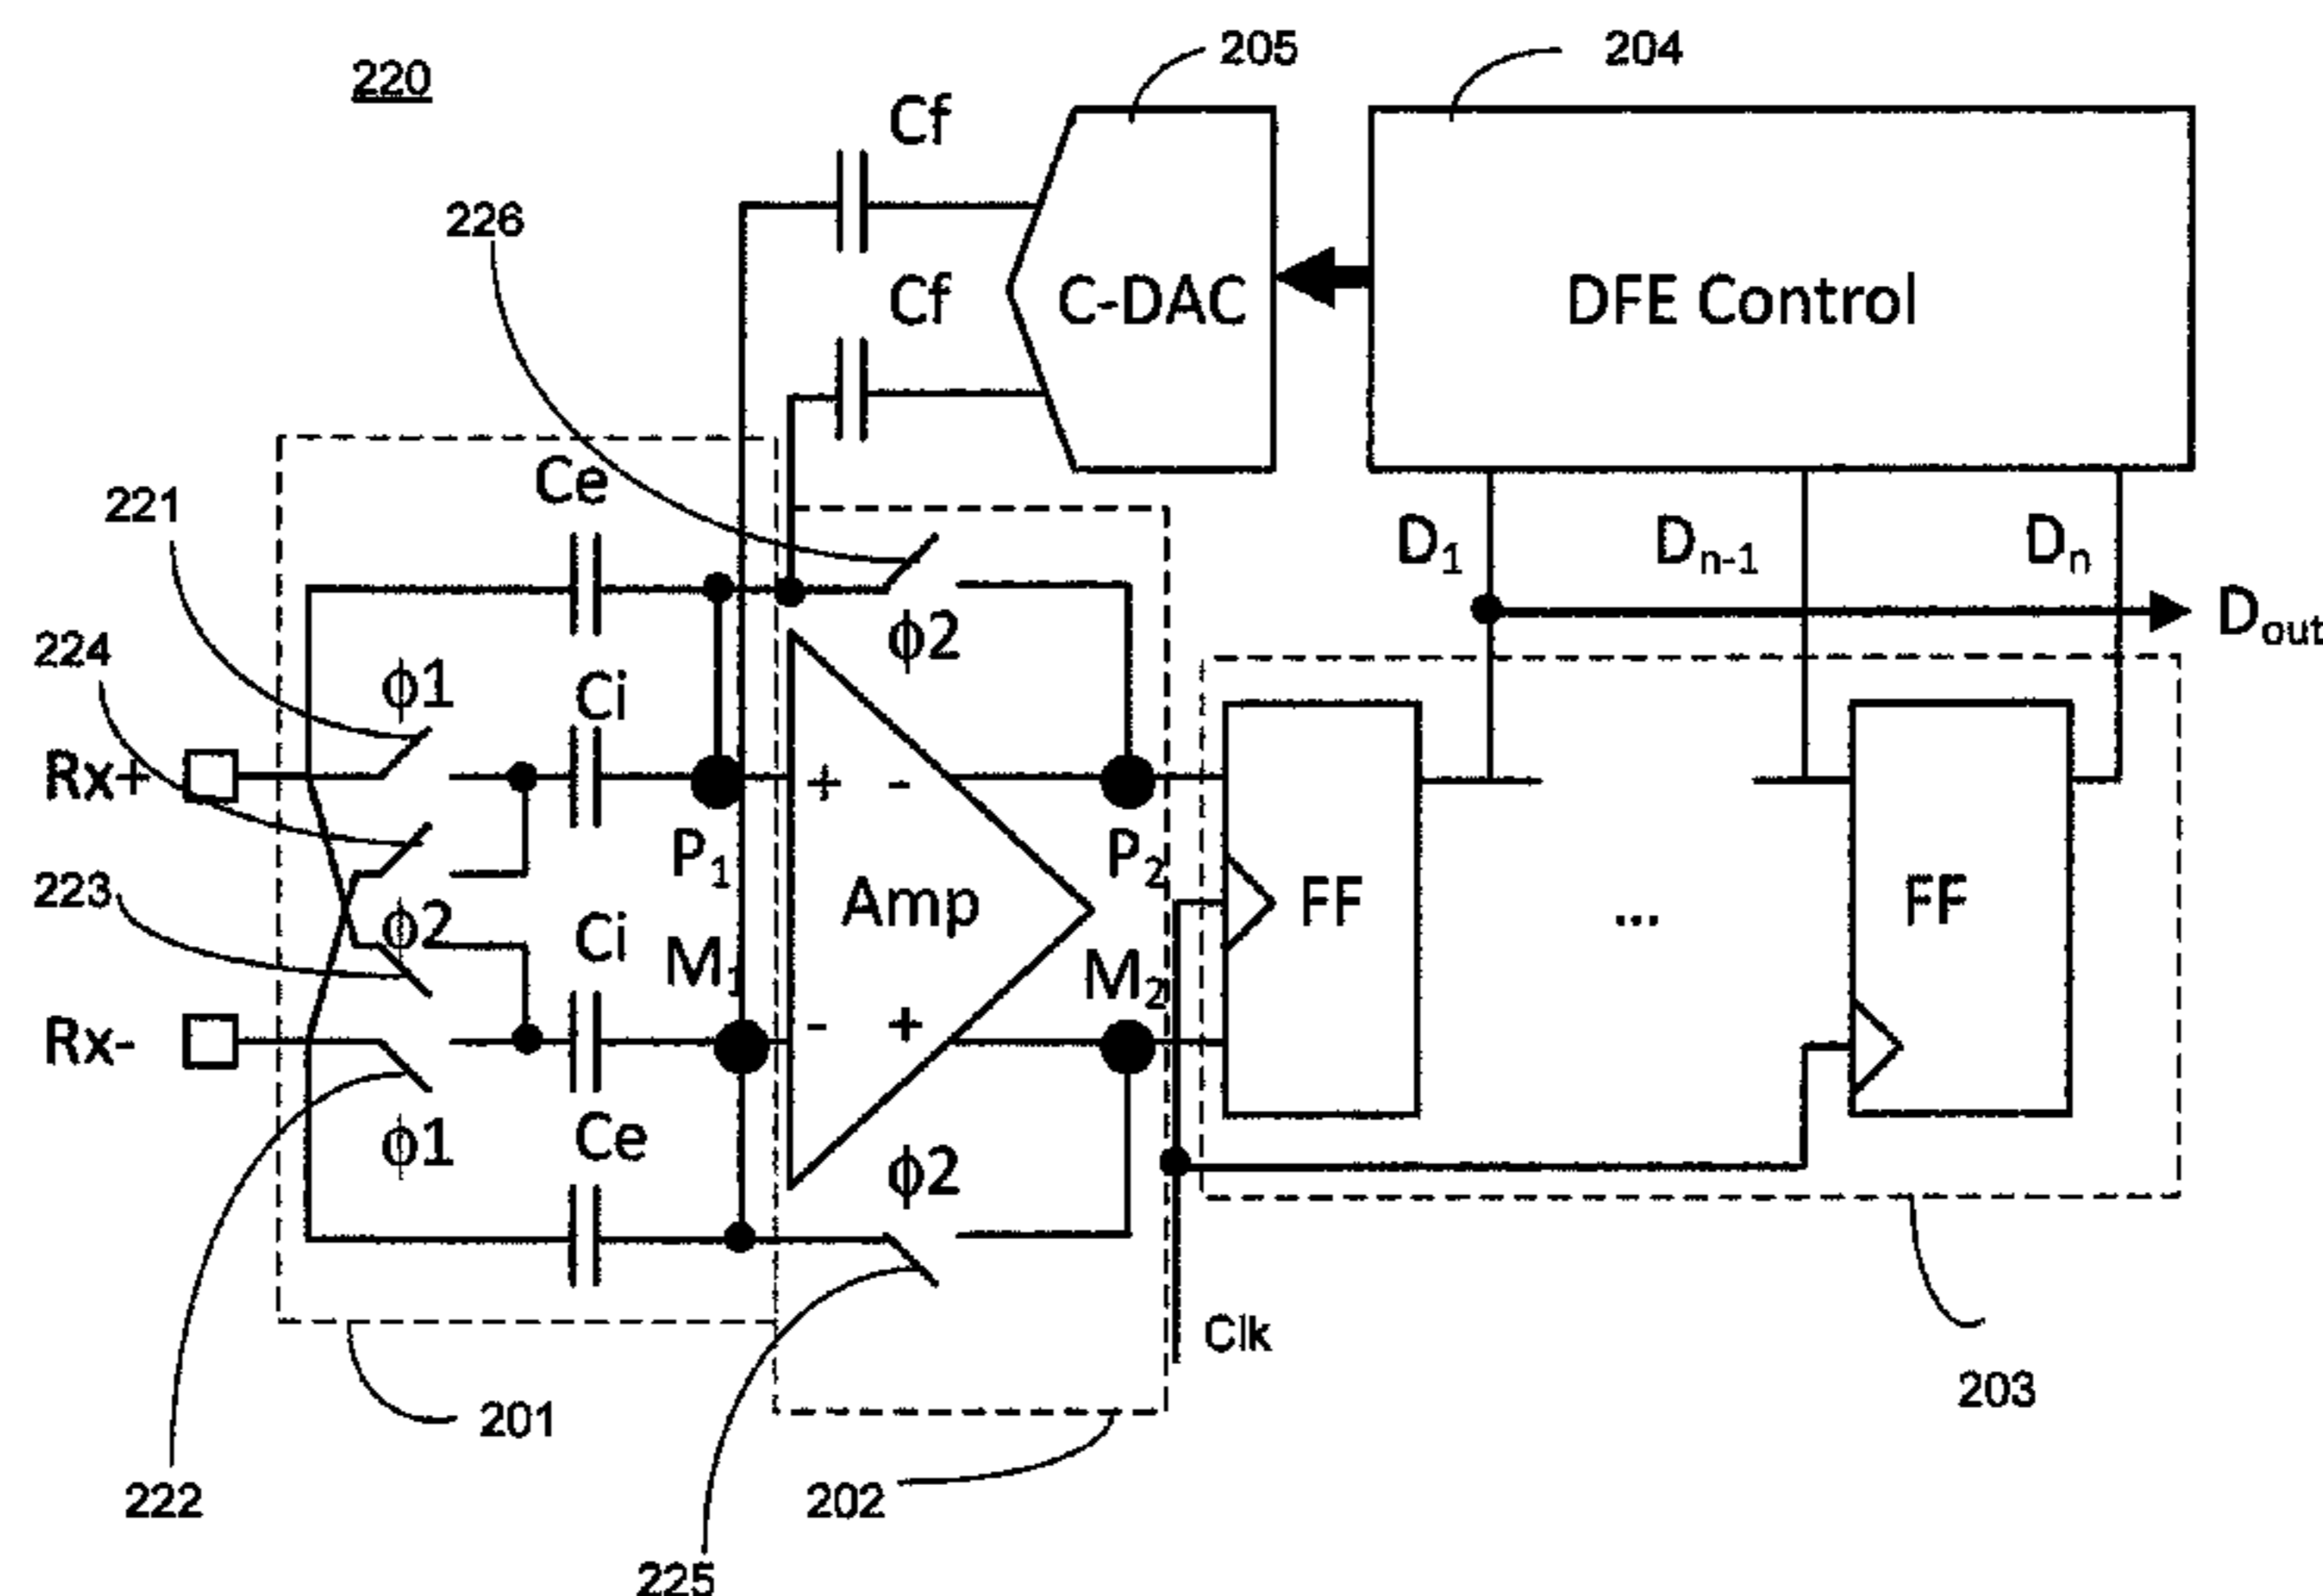 220
205
204
Cf
226
Cf
C-DAC
DFE Control
Ce
221
D1
Dn-1
Dn
224
ϕ1
Ci
ϕ2
Dout
Rx+
+ -
P1
P2
223
ϕ2
Ci
Amp
FF
...
FF
M1
M2
Rx-
- +
ϕ1
Ce
ϕ2
Clk
201
203
222
202
225